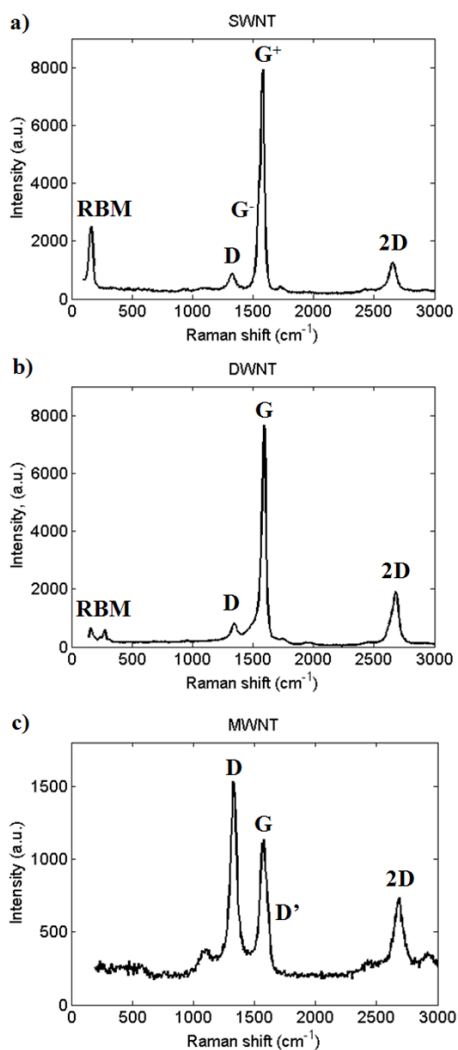 a)
SWNT
G⁺
8000
6000
4000
2000
0
Intensity (a.u.)
RBM
G⁻
D
2D
0 500 1000 1500 2000 2500 3000
Raman shift (cm⁻¹)
b)
DWNT
G
8000
6000
4000
2000
0
Intensity, (a.u.)
RBM
D
2D
0 500 1000 1500 2000 2500 3000
Raman shift (cm⁻¹)
c)
MWNT
D
G
D’
2D
1500
1000
500
0
Intensity (a.u.)
0 500 1000 1500 2000 2500 3000
Raman shift (cm⁻¹)